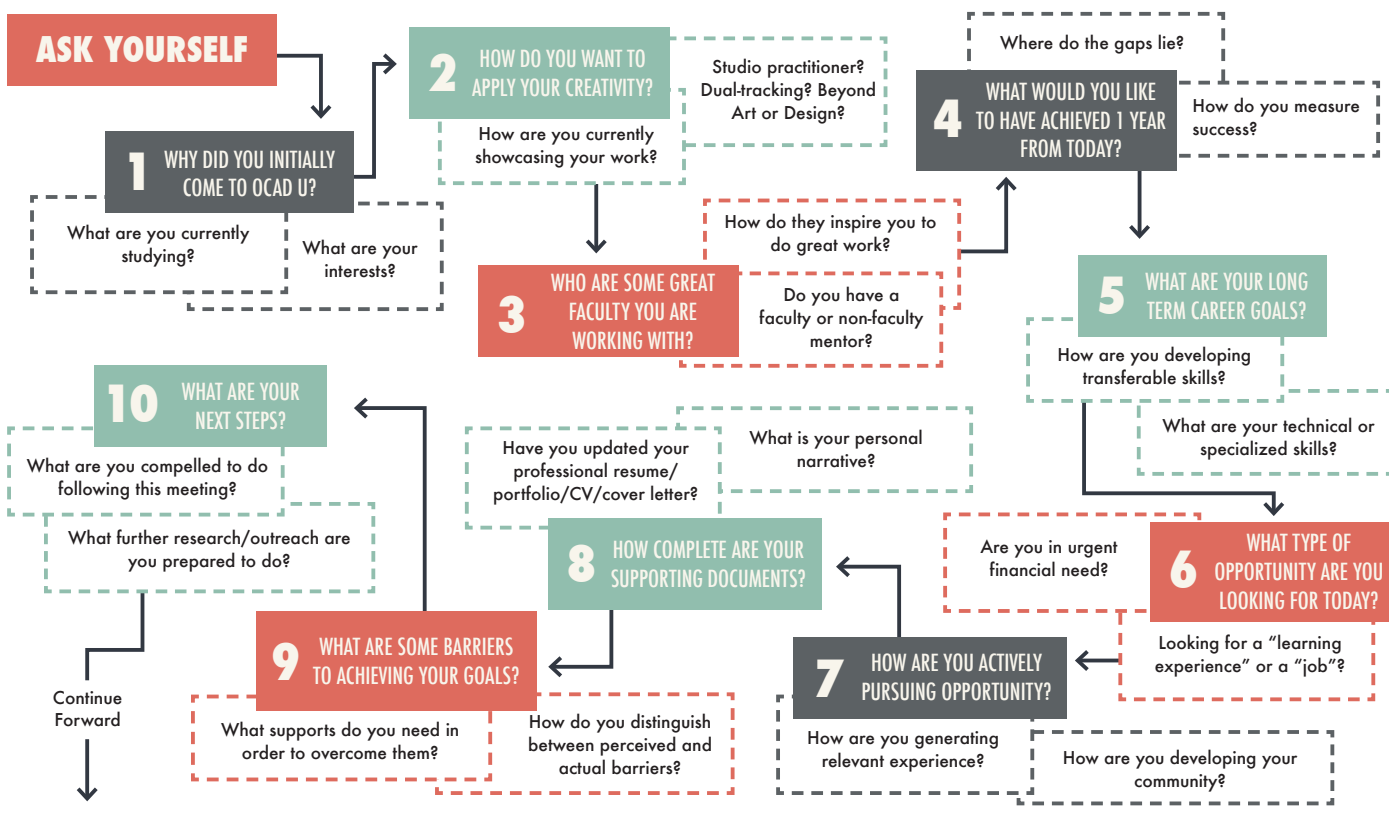 ASK YOURSELF
1
WHY DID YOU INITIALLY
COME TO OCAD U?
What are you currently
studying?
What are your
interests?
2
HOW DO YOU WANT TO
APPLY YOUR CREATIVITY?
Studio practitioner?
Dual-tracking? Beyond
Art or Design?
How are you currently
showcasing your work?
3
WHO ARE SOME GREAT
FACULTY YOU ARE
WORKING WITH?
How do they inspire you to
do great work?
Do you have a
faculty or non-faculty
mentor?
4
WHAT WOULD YOU LIKE
TO HAVE ACHIEVED 1 YEAR
FROM TODAY?
Where do the gaps lie?
How do you measure
success?
5
WHAT ARE YOUR LONG
TERM CAREER GOALS?
How are you developing
transferable skills?
What are your technical or
specialized skills?
6
WHAT TYPE OF
OPPORTUNITY ARE YOU
LOOKING FOR TODAY?
Are you in urgent
financial need?
Looking for a “learning
experience” or a “job”?
7
HOW ARE YOU ACTIVELY
PURSUING OPPORTUNITY?
How are you generating
relevant experience?
How are you developing your
community?
8
HOW COMPLETE ARE YOUR
SUPPORTING DOCUMENTS?
Have you updated your
professional resume/
portfolio/CV/cover letter?
What is your personal
narrative?
9
WHAT ARE SOME BARRIERS
TO ACHIEVING YOUR GOALS?
What supports do you need in
order to overcome them?
How do you distinguish
between perceived and
actual barriers?
10
WHAT ARE YOUR
NEXT STEPS?
What are you compelled to do
following this meeting?
What further research/outreach are
you prepared to do?
Continue
Forward